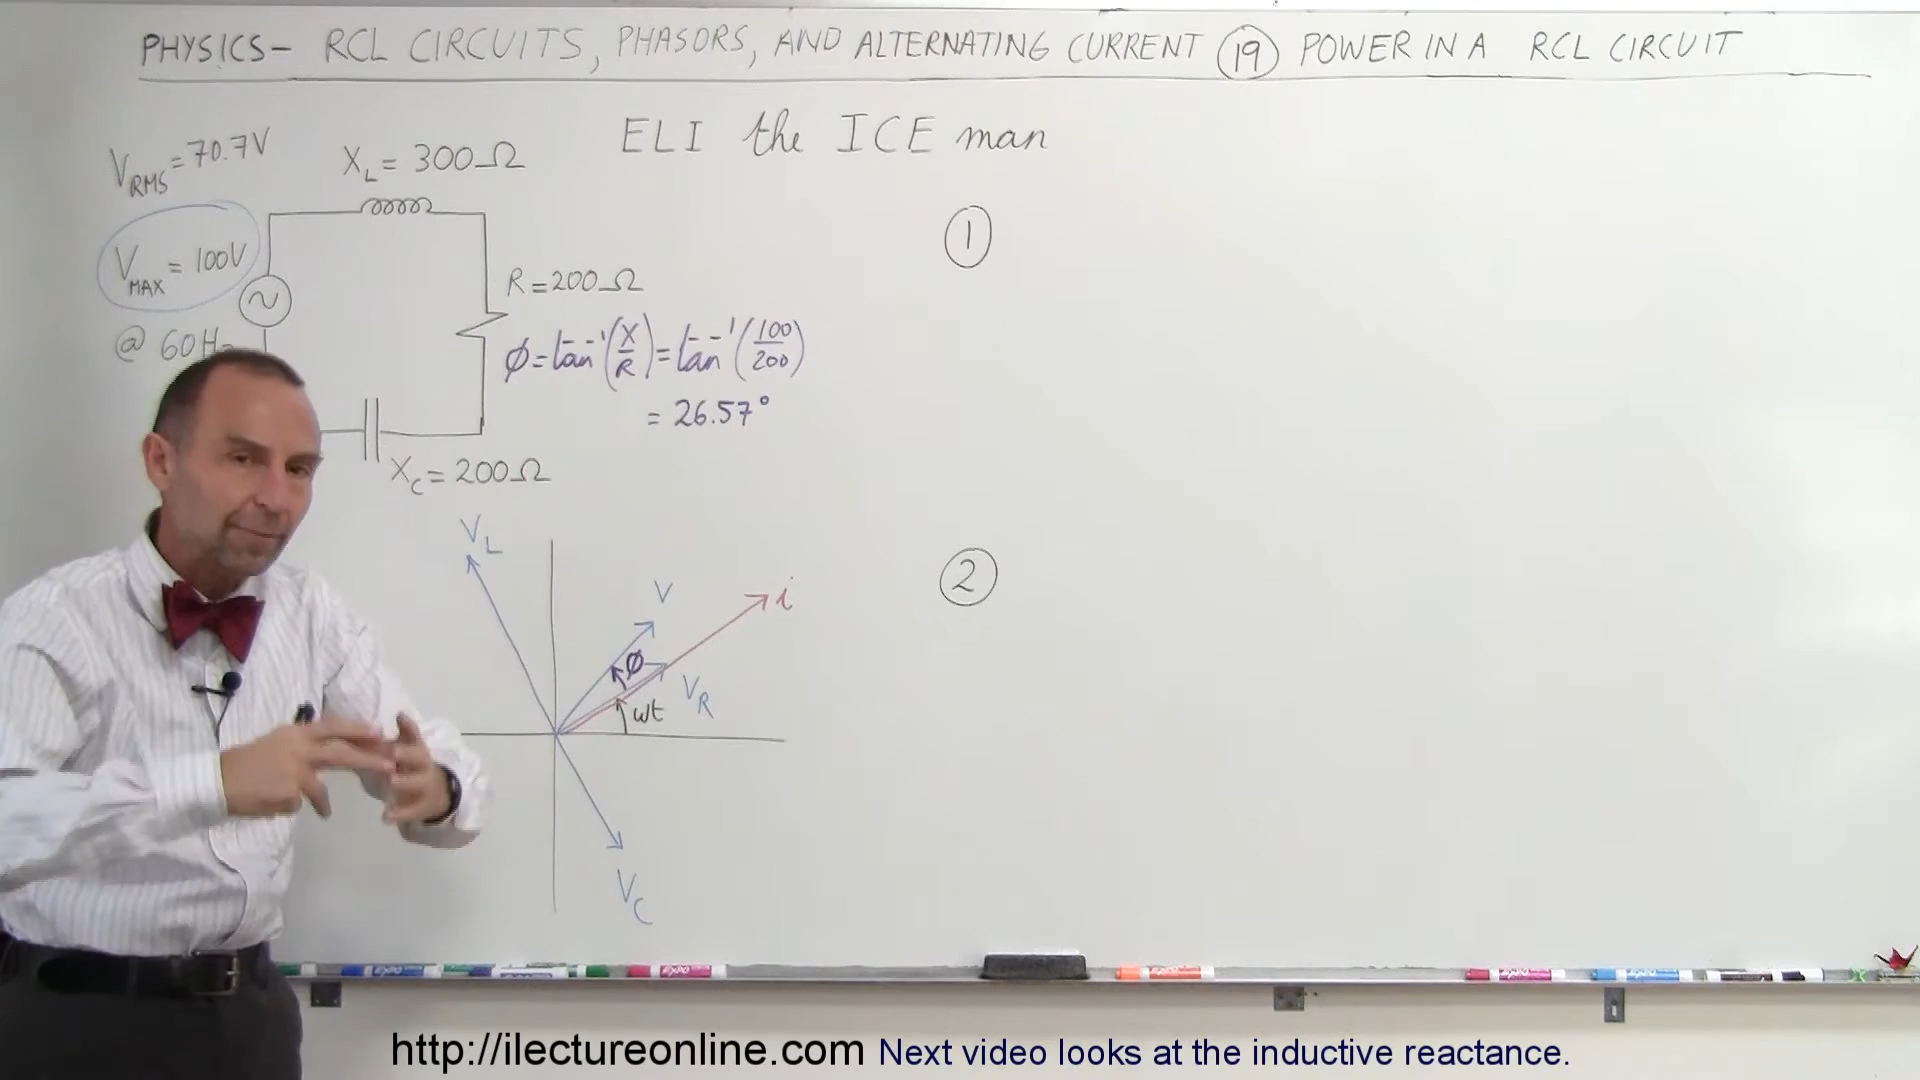 PHYSICS- RCL CIRCUITS, PHASORS, AND ALTERNATING CURRENT 19 POWER IN A RCL CIRCUIT
ELI the ICE man
V_RMS = 70.7V
X_L = 300Ω
V_MAX = 100V
@ 60Hz
R = 200Ω
ø = tan⁻¹(X/R) = tan⁻¹(100/200)
= 26.57°
X_C = 200Ω
1
V_L
V
i
ø
V_R
ωt
V_C
2
http://ilectureonline.com Next video looks at the inductive reactance.